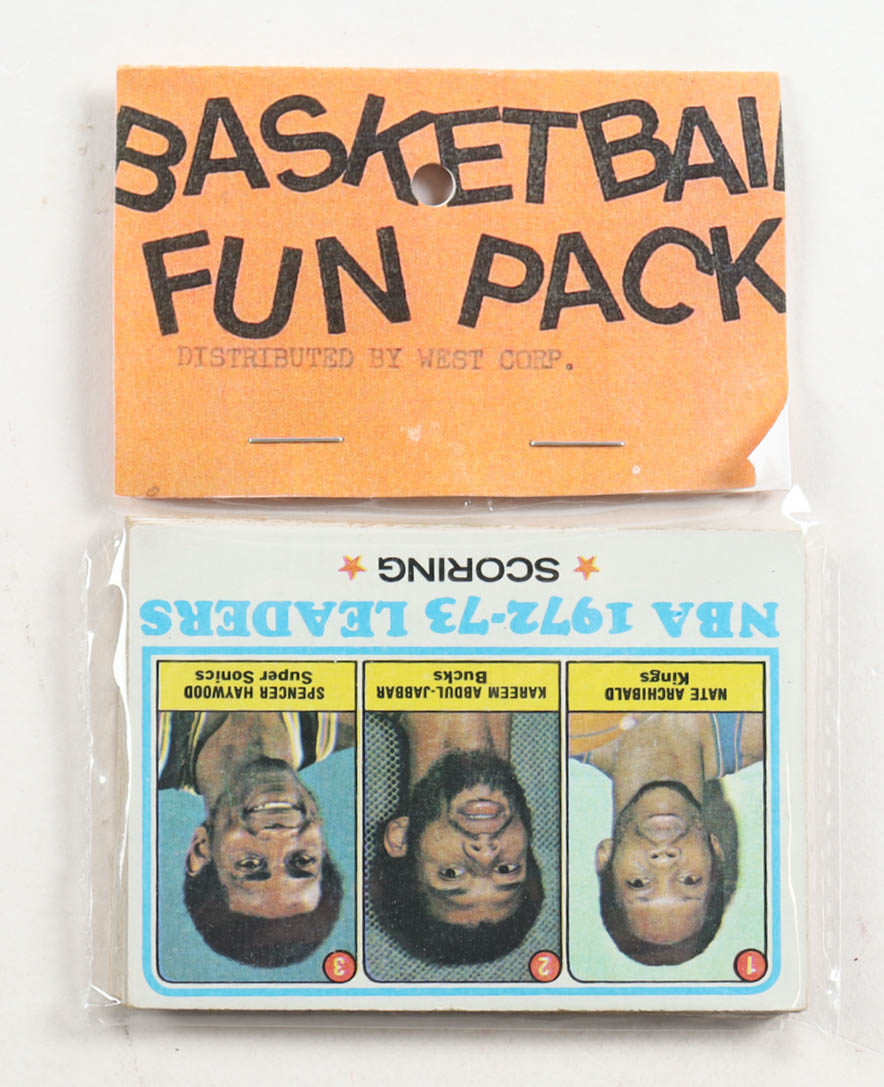 BASKETBAL
FUN PACK
DISTRIBUTED BY WEST CORP.
SCORING
NBA 1972-73 LEADERS
NATE ARCHIBALD
Kings
KAREEM ABDUL-JABBAR
Bucks
SPENCER HAYWOOD
Super Sonics
1
2
3